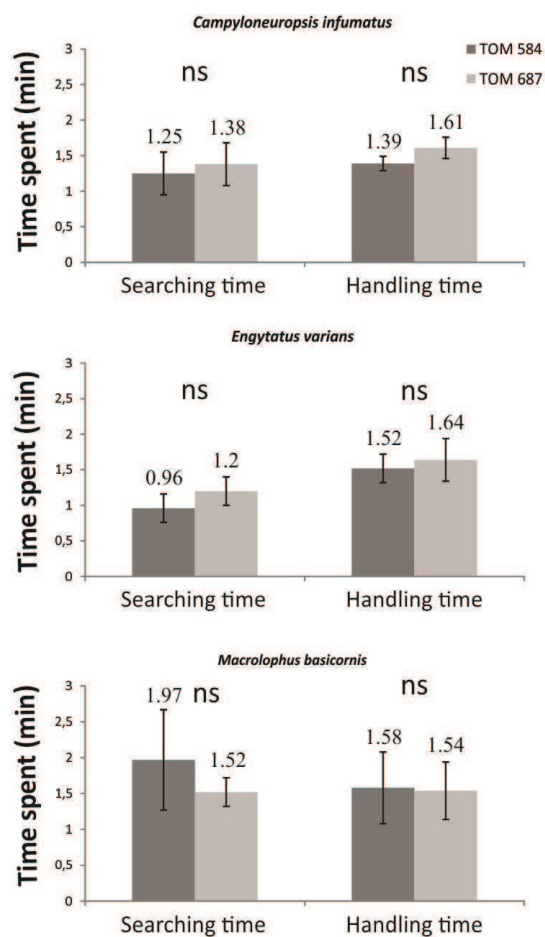 Campyloneuropsis infumatus
TOM 584
TOM 687
Time spent (min)
3
2,5
2
1,5
1
0,5
0
ns
ns
1.25
1.38
1.39
1.61
Searching time
Handling time
Engytatus varians
Time spent (min)
3
2,5
2
1,5
1
0,5
0
ns
ns
0.96
1.2
1.52
1.64
Searching time
Handling time
Macrolophus basicornis
Time spent (min)
3
2,5
2
1,5
1
0,5
0
ns
ns
1.97
1.52
1.58
1.54
Searching time
Handling time